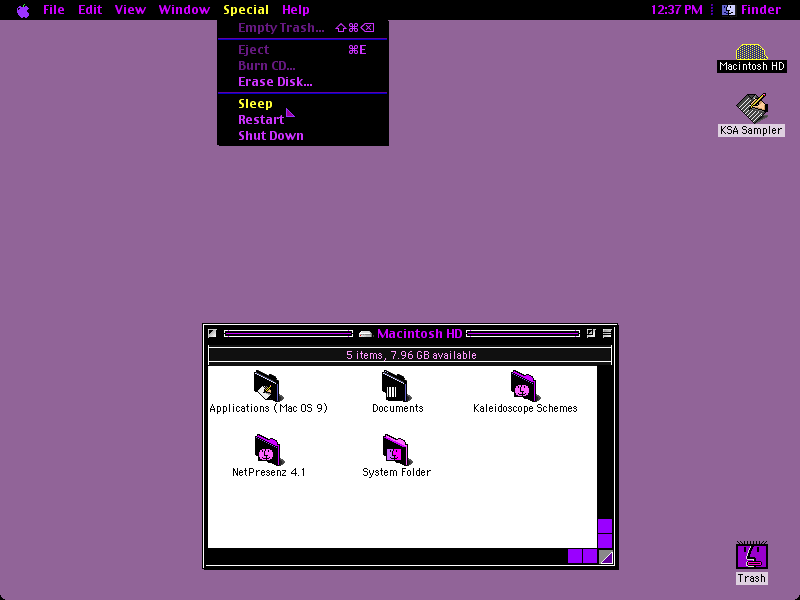 File Edit View Window Special Help 12:37 PM Finder
Empty Trash... ⇧⌘⌫
Eject ⌘E
Burn CD...
Erase Disk...
Sleep
Restart
Shut Down
Macintosh HD
KSA Sampler
Macintosh HD
5 items, 7.96 GB available
Applications (Mac OS 9) Documents Kaleidoscope Schemes
NetPresenz 4.1 System Folder
Trash